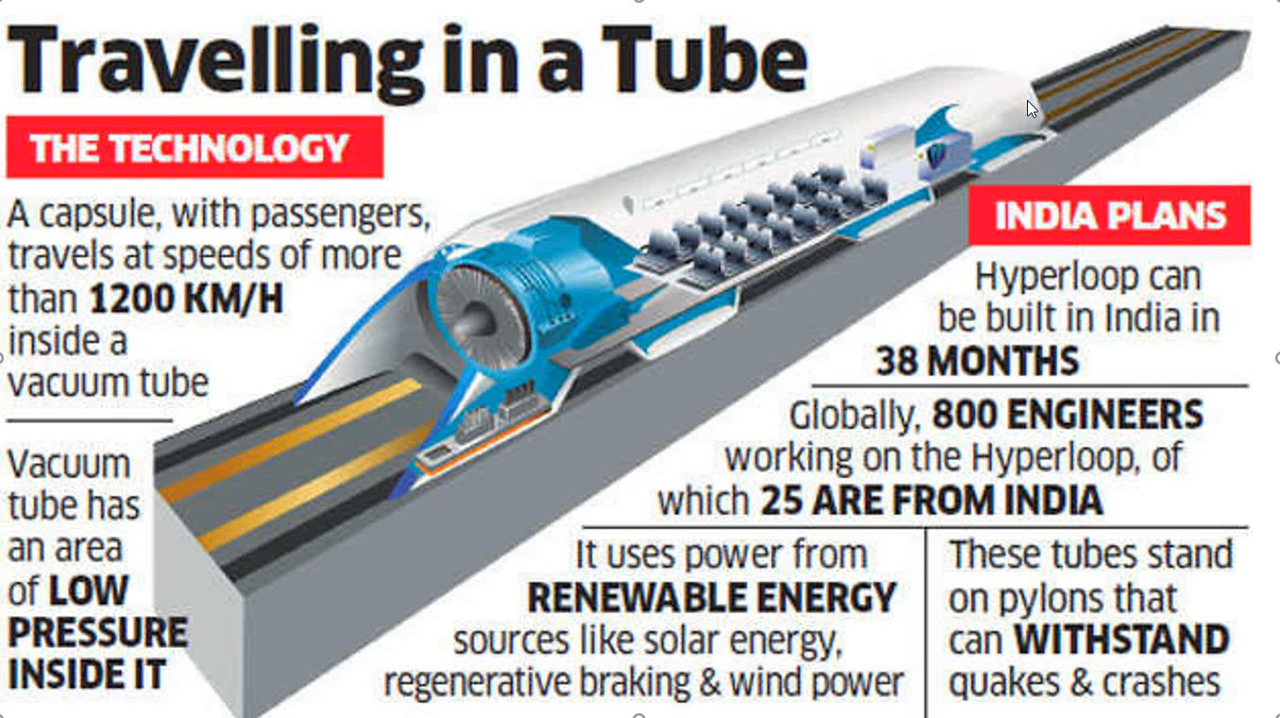 Travelling in a Tube
THE TECHNOLOGY
A capsule, with passengers,
travels at speeds of more
than 1200 KM/H
inside a
vacuum tube
Vacuum
tube has
an area
of LOW
PRESSURE
INSIDE IT
INDIA PLANS
Hyperloop can
be built in India in
38 MONTHS
Globally, 800 ENGINEERS
working on the Hyperloop, of
which 25 ARE FROM INDIA
It uses power from
RENEWABLE ENERGY
sources like solar energy,
regenerative braking & wind power
These tubes stand
on pylons that
can WITHSTAND
quakes & crashes